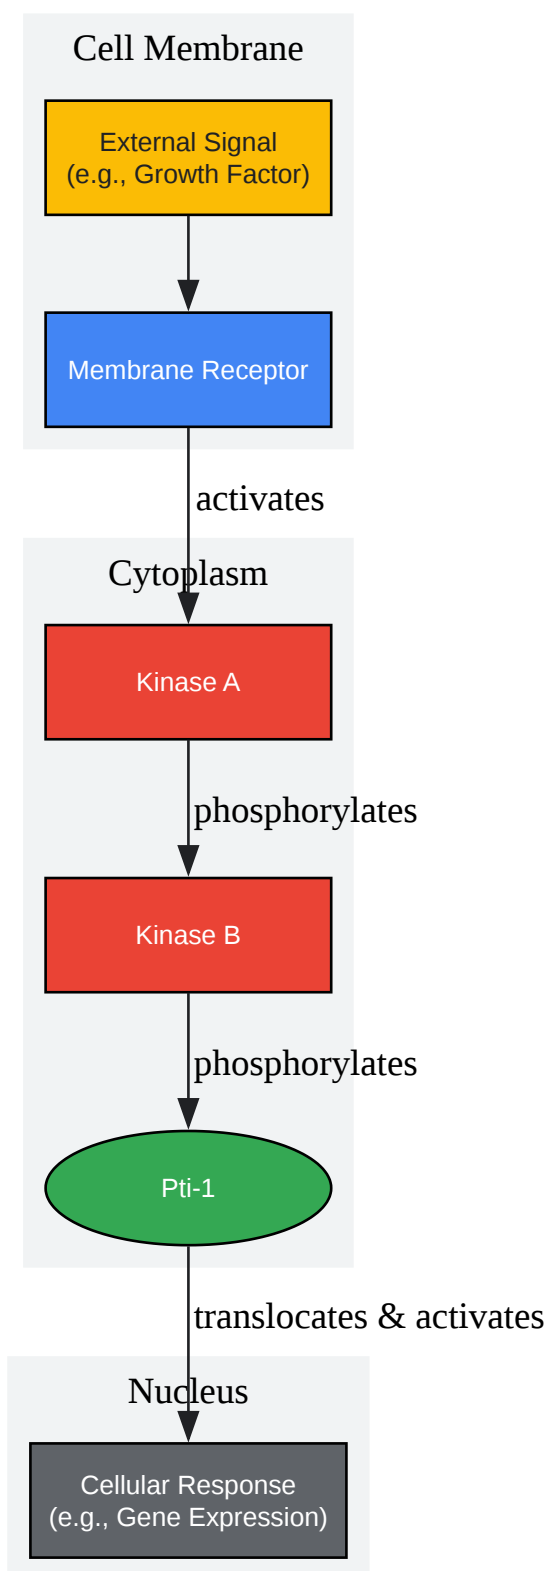 Cell Membrane
External Signal
(e.g., Growth Factor)
Membrane Receptor
activates
Cytoplasm
Kinase A
phosphorylates
Kinase B
phosphorylates
Pti-1
translocates & activates
Nucleus
Cellular Response
(e.g., Gene Expression)